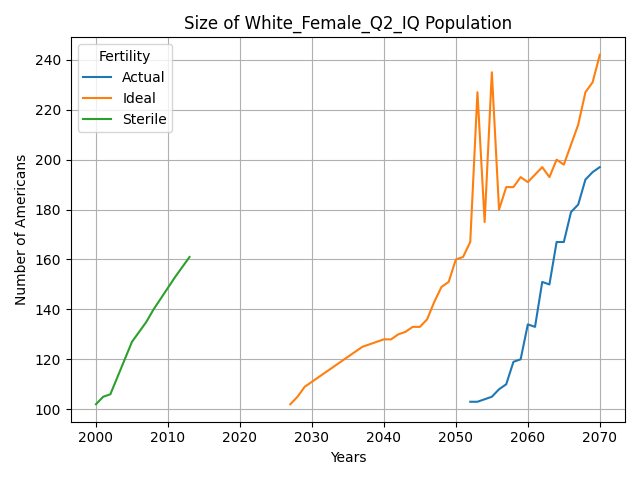 Size of White_Female_Q2_IQ Population
Fertility
Actual
Ideal
Sterile
Number of Americans
240
220
200
180
160
140
120
100
2000 2010 2020 2030 2040 2050 2060 2070
Years